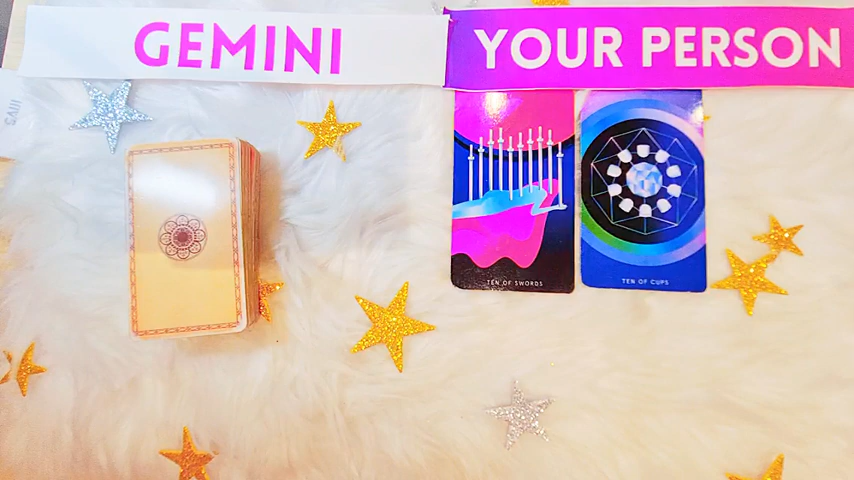 GEMINI
YOUR PERSON
TEN OF SWORDS
TEN OF CUPS